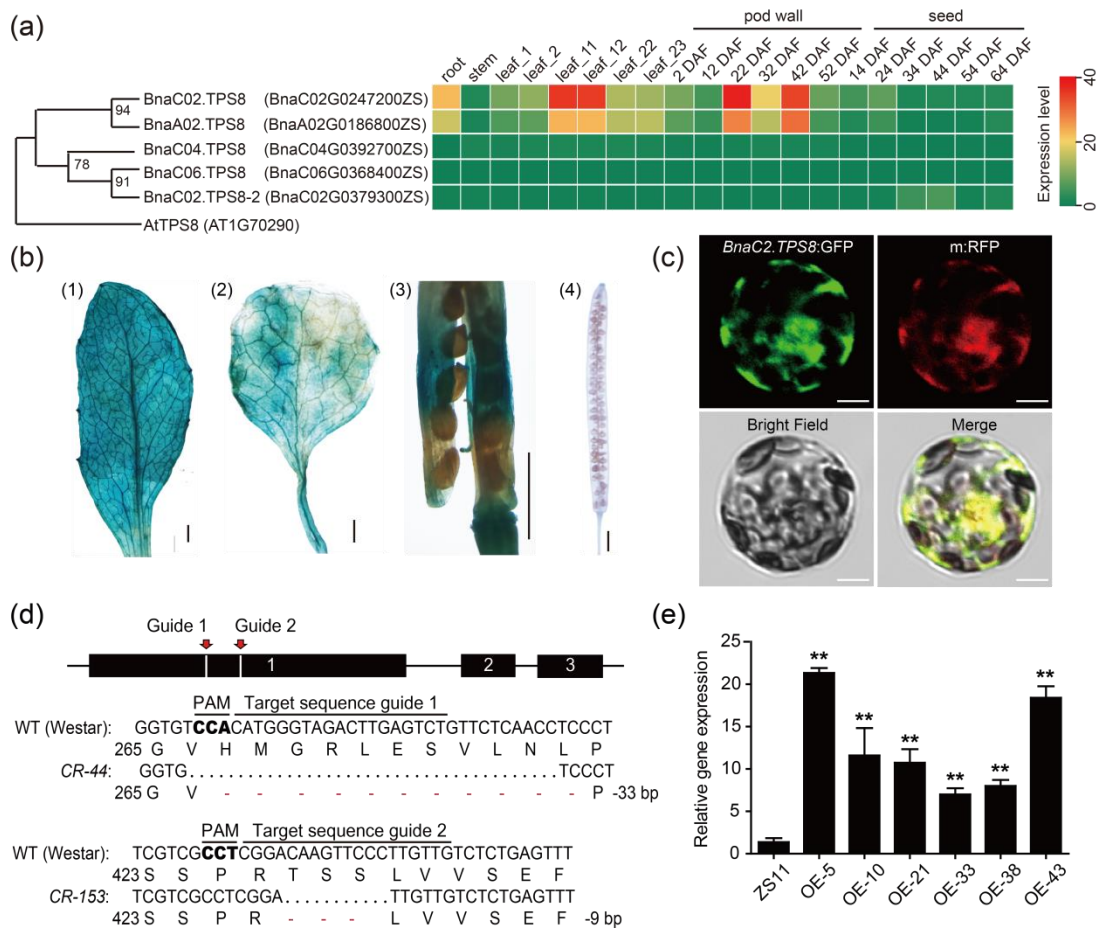 (a)
pod wall
seed
root
stem
leaf_1
leaf_2
leaf_11
leaf_12
leaf_22
leaf_23
2 DAF
12 DAF
22 DAF
32 DAF
42 DAF
52 DAF
14 DAF
24 DAF
34 DAF
44 DAF
54 DAF
64 DAF
94
BnaC02.TPS8 (BnaC02G0247200ZS)
BnaA02.TPS8 (BnaA02G0186800ZS)
78
BnaC04.TPS8 (BnaC04G0392700ZS)
91
BnaC06.TPS8 (BnaC06G0368400ZS)
BnaC02.TPS8-2 (BnaC02G0379300ZS)
AtTPS8 (AT1G70290)
40
20
0
Expression level
(b)
(1)
(2)
(3)
(4)
(c)
BnaC2.TPS8:GFP
m:RFP
Bright Field
Merge
(d)
Guide 1
Guide 2
1
2
3
PAM Target sequence guide 1
WT (Westar): GGTGTCCACATGGGTAGACTTGAGTCTGTTCTCAACCTCCCT
265 G V H M G R L E S V L N L P
CR-44: GGTG..............................TCCCT
265 G V - - - - - - - - - - - P -33 bp
PAM Target sequence guide 2
WT (Westar): TCGTCGCCTCGGACAAGTTCCCTTGTTGTCTCTGAGTTT
423 S S P R T S S L V V S E F
CR-153: TCGTCGCCTCGGA.........TTGTTGTCTCTGAGTTT
423 S S P R - - - L V V S E F -9 bp
(e)
Relative gene expression
25
20
15
10
5
0
**
**
**
**
**
**
ZS11
OE-5
OE-10
OE-21
OE-33
OE-38
OE-43